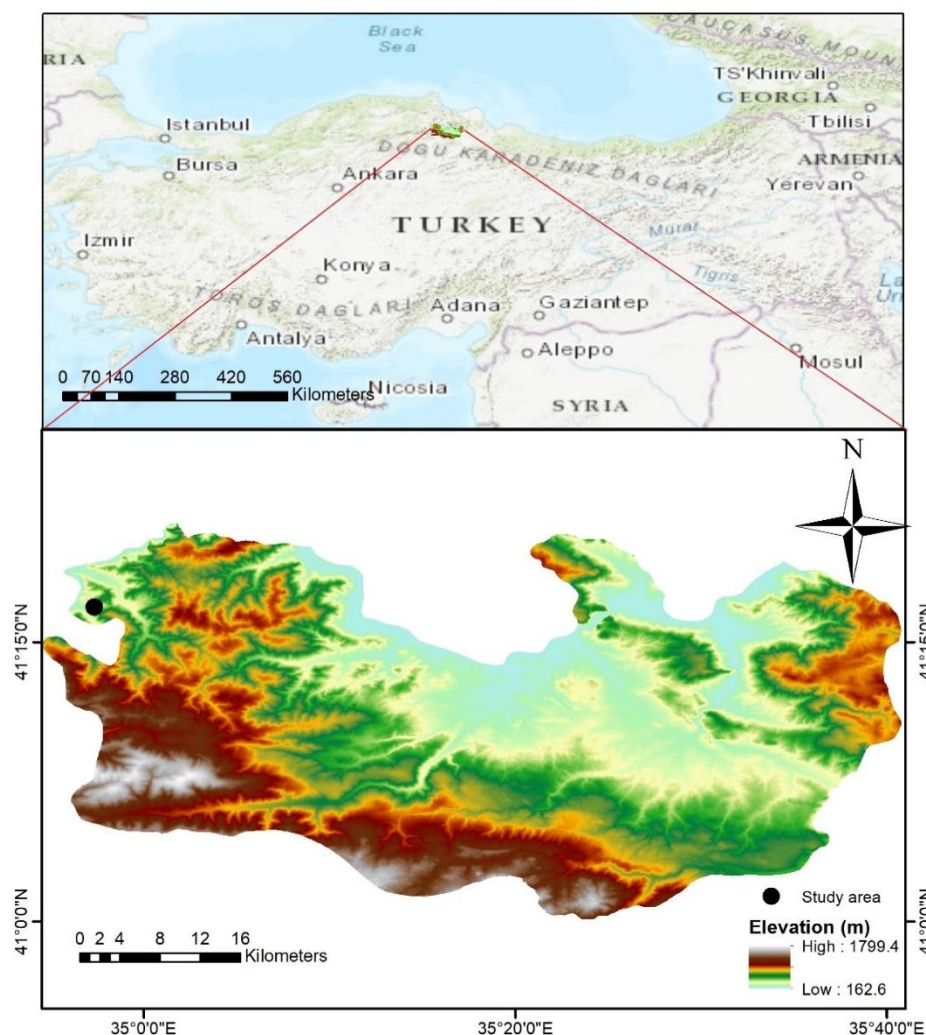 Black
Sea
CAUCASUS MOUN
RIA
TS'Khinvali
GEORGIA
Tbilisi
Istanbul
Bursa
DOGU KARADENIZ DAGLARI
ARMENIA
Ankara
Yerevan
TURKEY
Izmir
Murat
Konya
Tigris
La
Uru
TOROS DAGLARI
Adana
Gaziantep
Antalya
Aleppo
Mosul
0 70 140 280 420 560
Kilometers
Nicosia
SYRIA
N
41°15'0"N
41°15'0"N
41°0'0"N
41°0'0"N
Study area
Elevation (m)
High : 1799.4
Low : 162.6
0 2 4 8 12 16
Kilometers
35°0'0"E
35°20'0"E
35°40'0"E